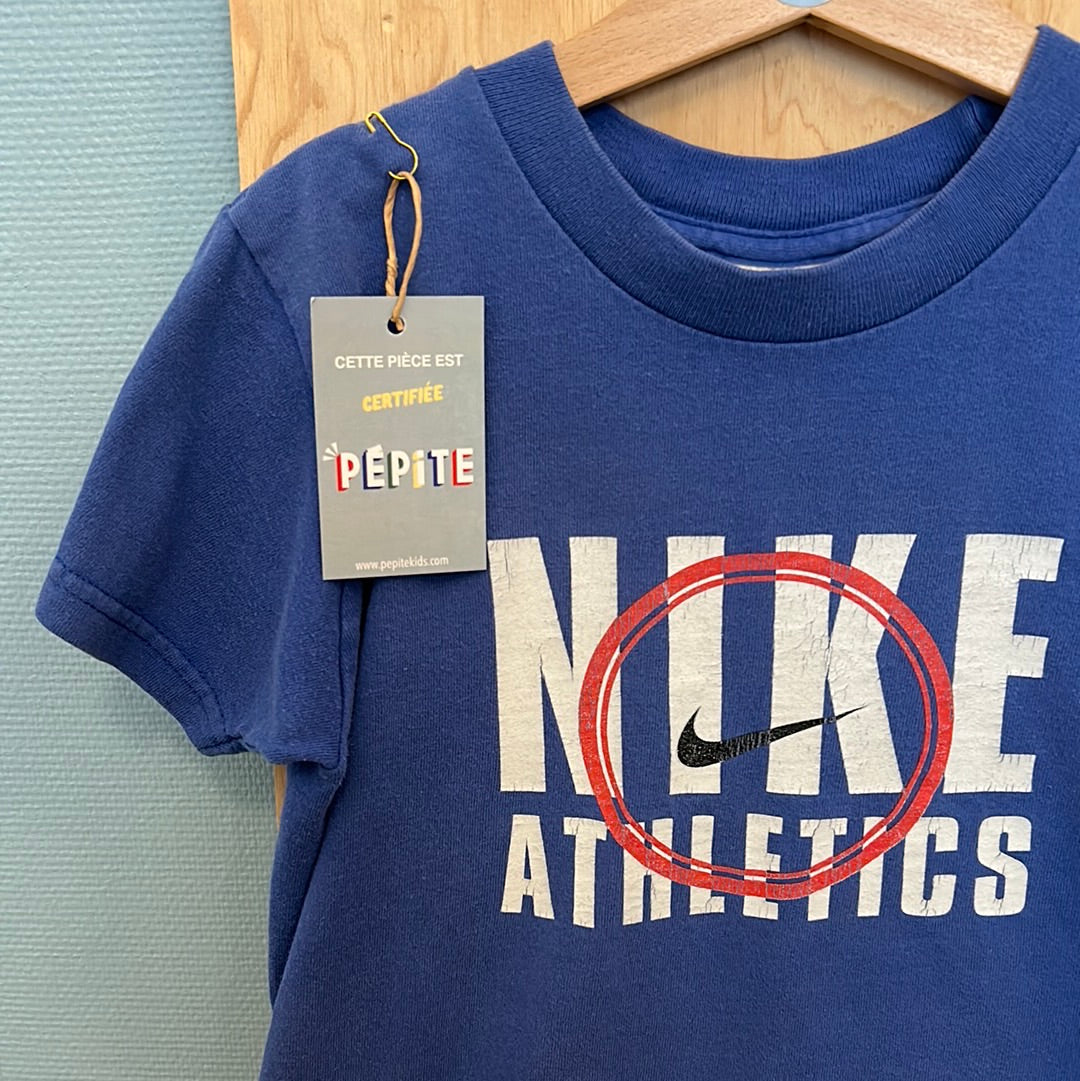 CETTE PIÈCE EST
CERTIFIÉE
PÉPiTE
www.pepitekids.com
NIKE
ATHLETICS